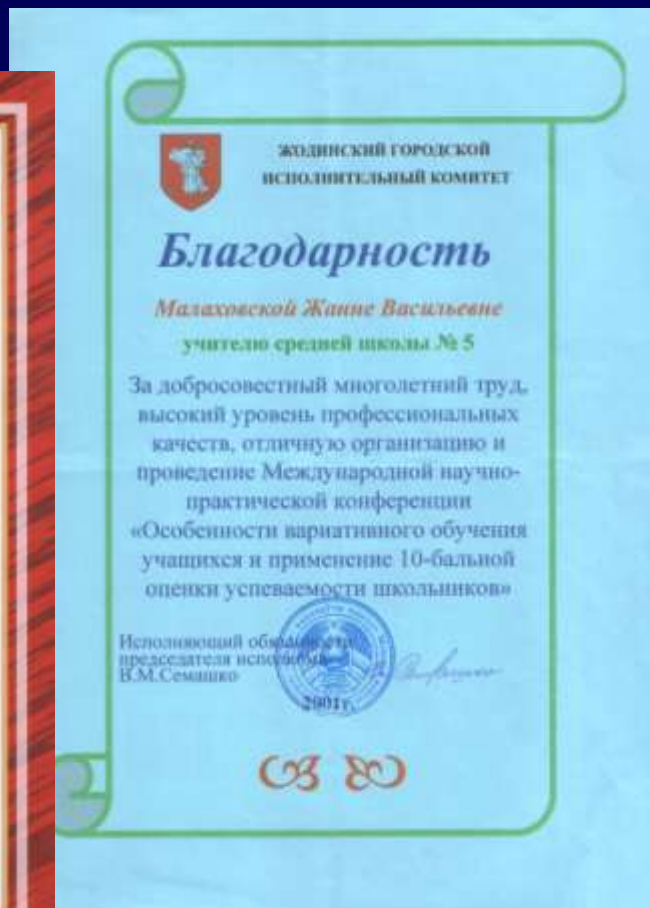 ЖОДИНСКИЙ ГОРОДСКОЙ
ИСПОЛНИТЕЛЬНЫЙ КОМИТЕТ
Благодарность
Малаховской Жанне Васильевне
учителю средней школы № 5
За добросовестный многолетний труд,
высокий уровень профессиональных
качеств, отличную организацию и
проведение Международной научно-
практической конференции
«Особенности вариативного обучения
учащихся и применение 10-бальной
оценки успеваемости школьников»
Исполняющий обязанности
председателя исполкома
В.М.Семашко
2001г.